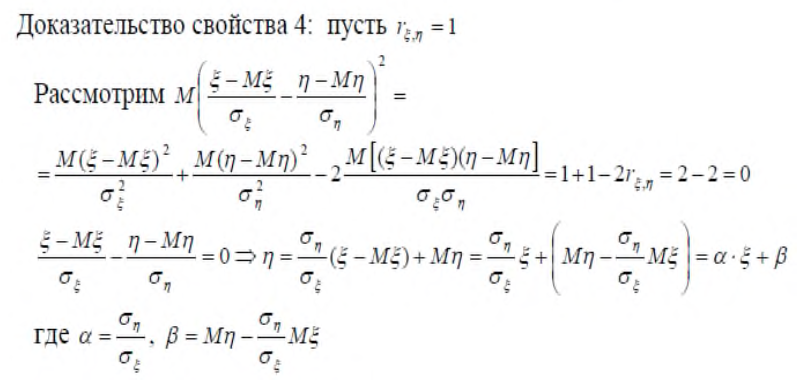 Доказательство свойства 4: пусть r_{ξ,η} = 1
Рассмотрим M((ξ − Mξ)/σ_ξ − (η − Mη)/σ_η)² =
= M(ξ − Mξ)²/σ_ξ² + M(η − Mη)²/σ_η² − 2 M[(ξ − Mξ)(η − Mη]/(σ_ξ σ_η) = 1 + 1 − 2r_{ξ,η} = 2 − 2 = 0
(ξ − Mξ)/σ_ξ − (η − Mη)/σ_η = 0 ⇒ η = σ_η/σ_ξ (ξ − Mξ) + Mη = σ_η/σ_ξ ξ + (Mη − σ_η/σ_ξ Mξ) = α · ξ + β
где α = σ_η/σ_ξ, β = Mη − σ_η/σ_ξ Mξ